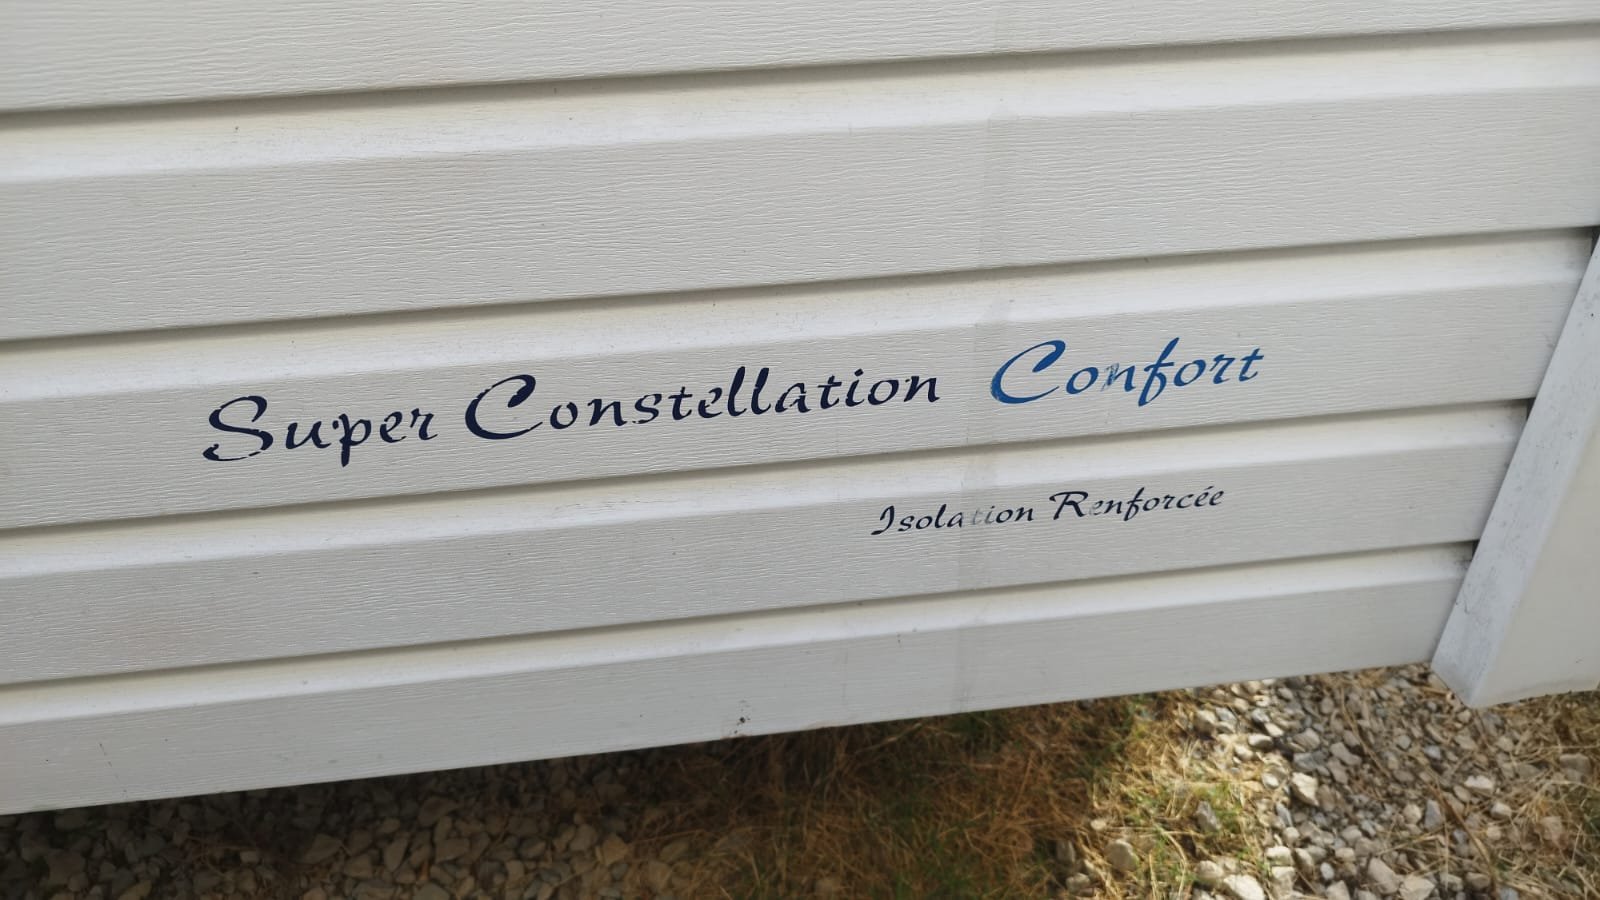 Super Constellation Confort
Isolation Renforcée